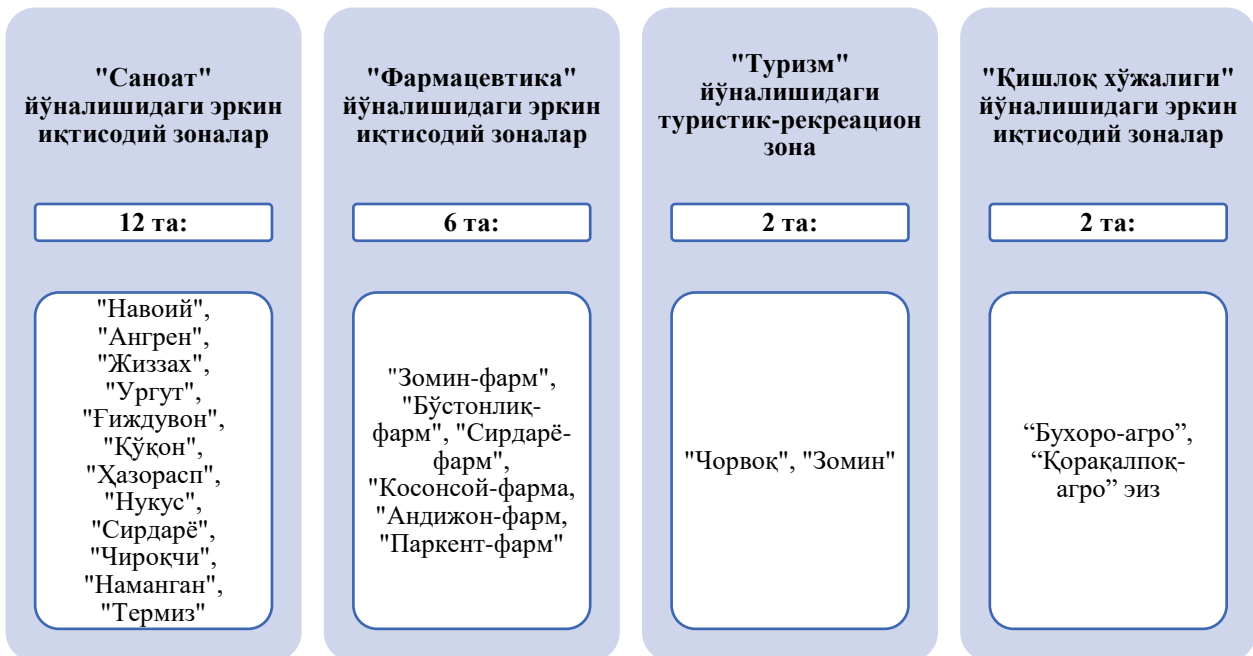 "Саноат"
йўналишидаги эркин
иқтисодий зоналар
12 та:
"Навоий",
"Ангрен",
"Жиззах",
"Ургут",
"Ғиждувон",
"Қўқон",
"Ҳазорасп",
"Нукус",
"Сирдарё",
"Чироқчи",
"Наманган",
"Термиз"
"Фармацевтика"
йўналишидаги эркин
иқтисодий зоналар
6 та:
"Зомин-фарм",
"Бўстонлиқ-
фарм", "Сирдарё-
фарм",
"Косонсой-фарма,
"Андижон-фарм,
"Паркент-фарм"
"Туризм"
йўналишидаги
туристик-рекреацион
зона
2 та:
"Чорвоқ", "Зомин"
"Қишлоқ хўжалиги"
йўналишидаги эркин
иқтисодий зоналар
2 та:
“Бухоро-агро”,
“Қорақалпоқ-
агро” эиз